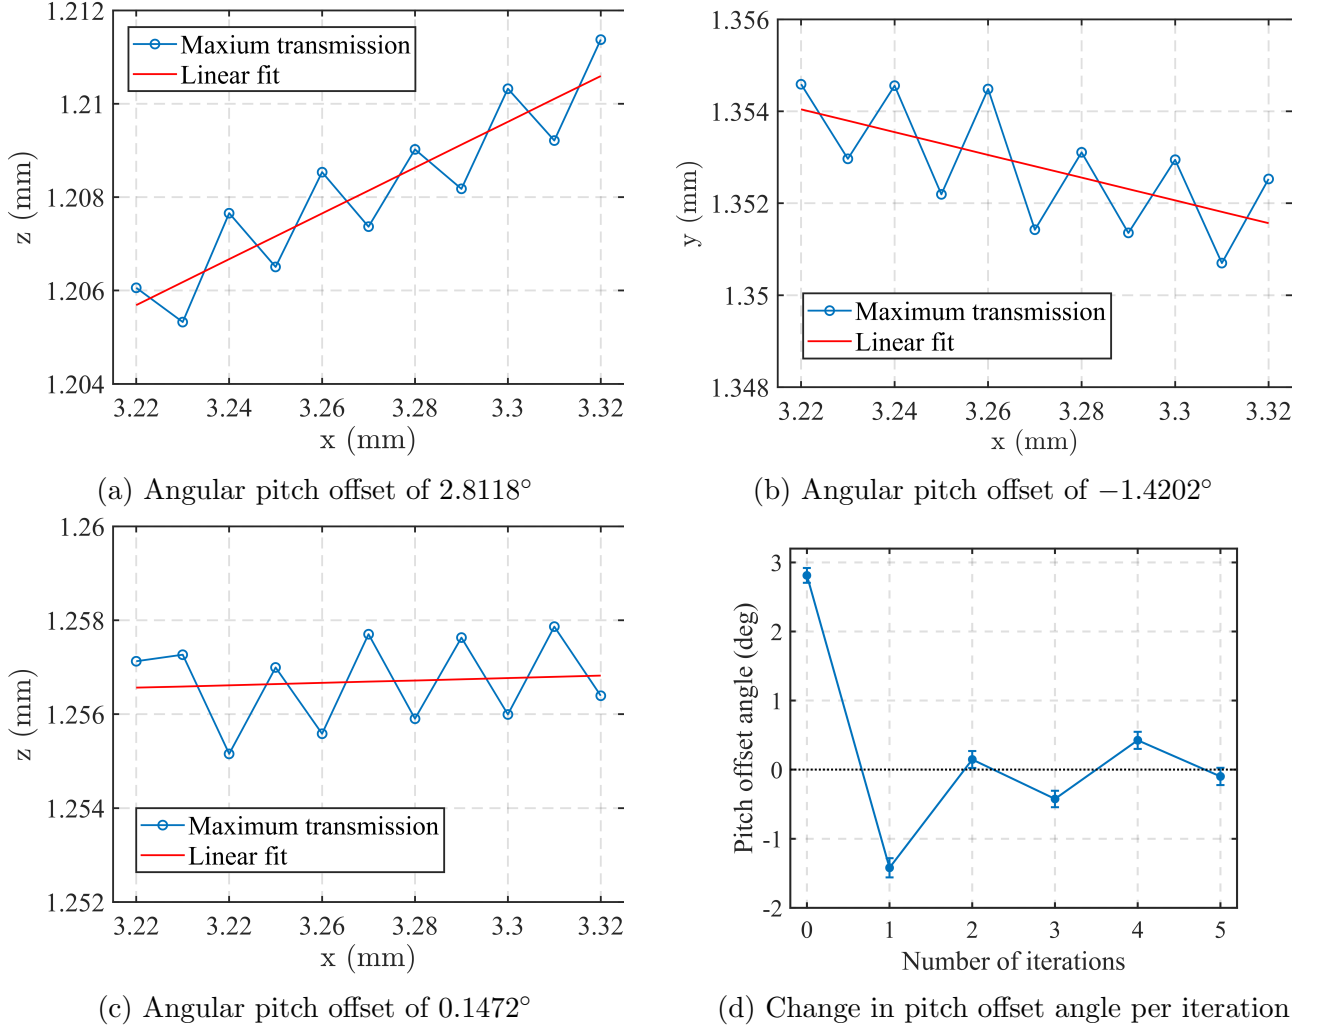 1.212
1.21
1.208
1.206
1.204
z (mm)
Maxium transmission
Linear fit
3.22 3.24 3.26 3.28 3.3 3.32
x (mm)
(a) Angular pitch offset of 2.8118°
1.356
1.354
1.352
1.35
1.348
y (mm)
Maximum transmission
Linear fit
3.22 3.24 3.26 3.28 3.3 3.32
x (mm)
(b) Angular pitch offset of −1.4202°
1.26
1.258
1.256
1.254
1.252
z (mm)
Maximum transmission
Linear fit
3.22 3.22 3.22 3.22 3.32 3.32
x (mm)
(c) Angular pitch offset of 0.1472°
3
2
1
0
-1
-2
Pitch offset angle (deg)
0 1 2 3 4 5
Number of iterations
(d) Change in pitch offset angle per iteration